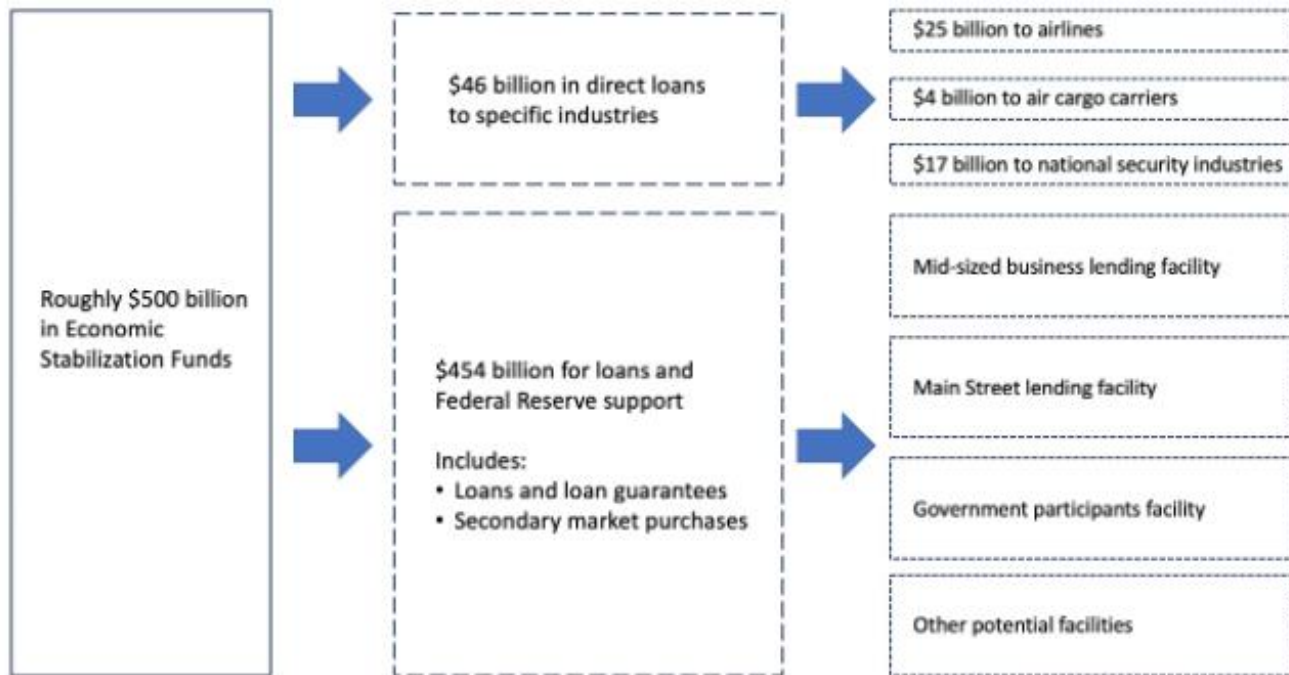 Roughly $500 billion
in Economic
Stabilization Funds
$46 billion in direct loans
to specific industries
$25 billion to airlines
$4 billion to air cargo carriers
$17 billion to national security industries
$454 billion for loans and
Federal Reserve support
Includes:
• Loans and loan guarantees
• Secondary market purchases
Mid-sized business lending facility
Main Street lending facility
Government participants facility
Other potential facilities